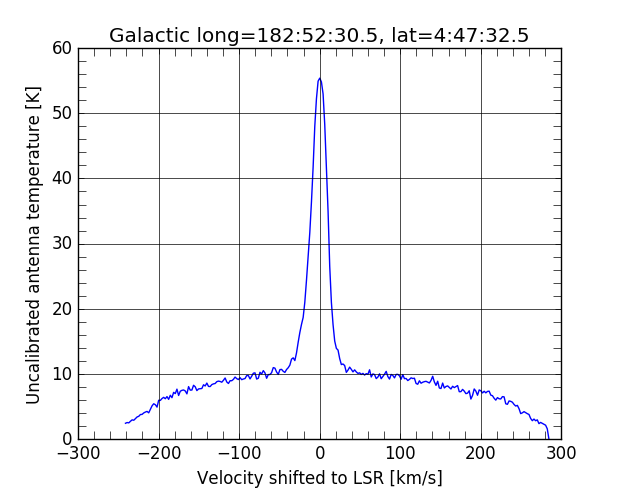 Galactic long=182:52:30.5, lat=4:47:32.5
60
50
40
30
20
10
0
Uncalibrated antenna temperature [K]
−300 −200 −100 0 100 200 300
Velocity shifted to LSR [km/s]